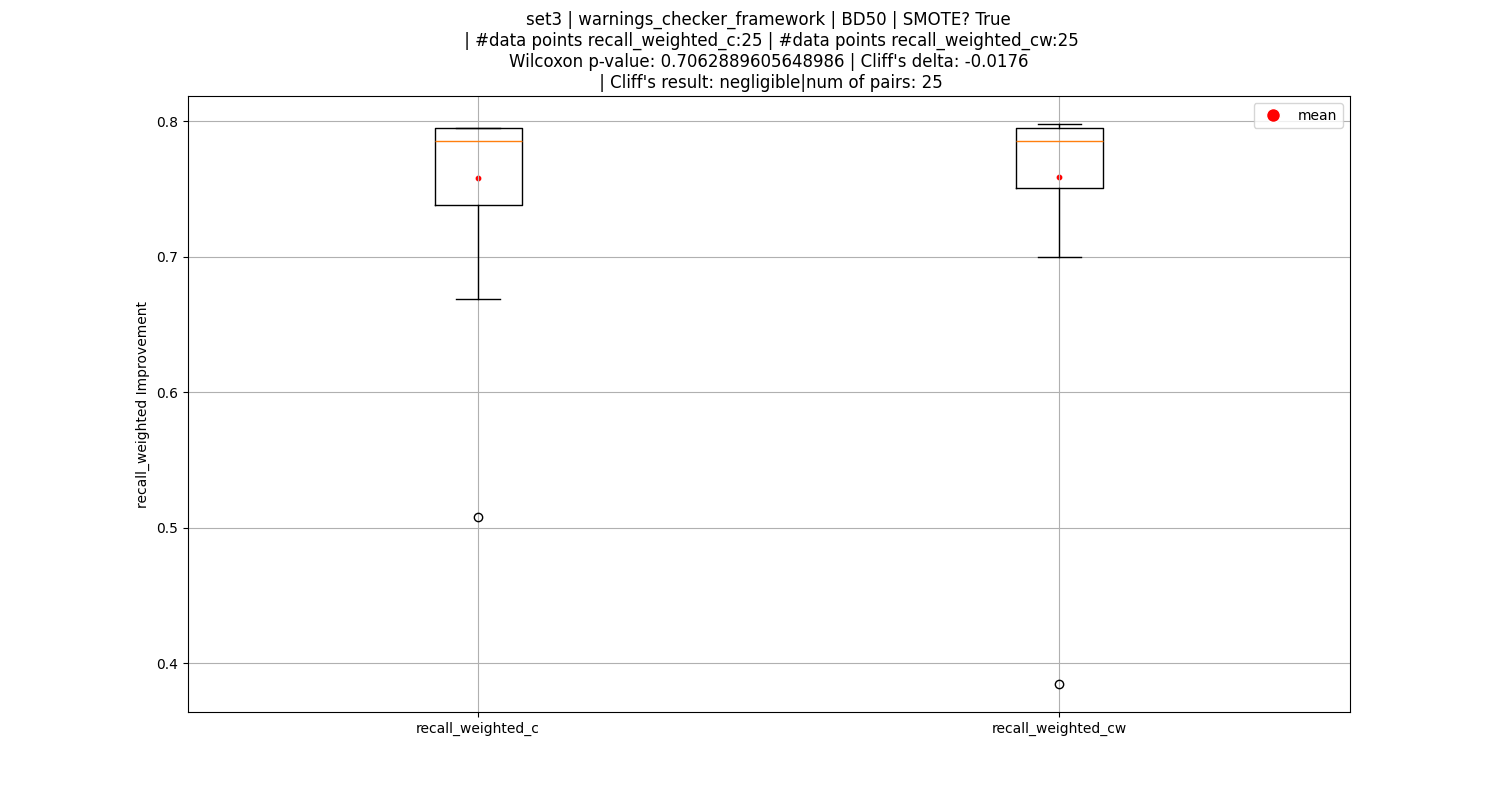 set3 | warnings_checker_framework | BD50 | SMOTE? True
| #data points recall_weighted_c:25 | #data points recall_weighted_cw:25
Wilcoxon p-value: 0.7062889605648986 | Cliff's delta: -0.0176
| Cliff's result: negligible|num of pairs: 25
mean
0.8
0.7
0.6
0.5
0.4
recall_weighted Improvement
recall_weighted_c
recall_weighted_cw